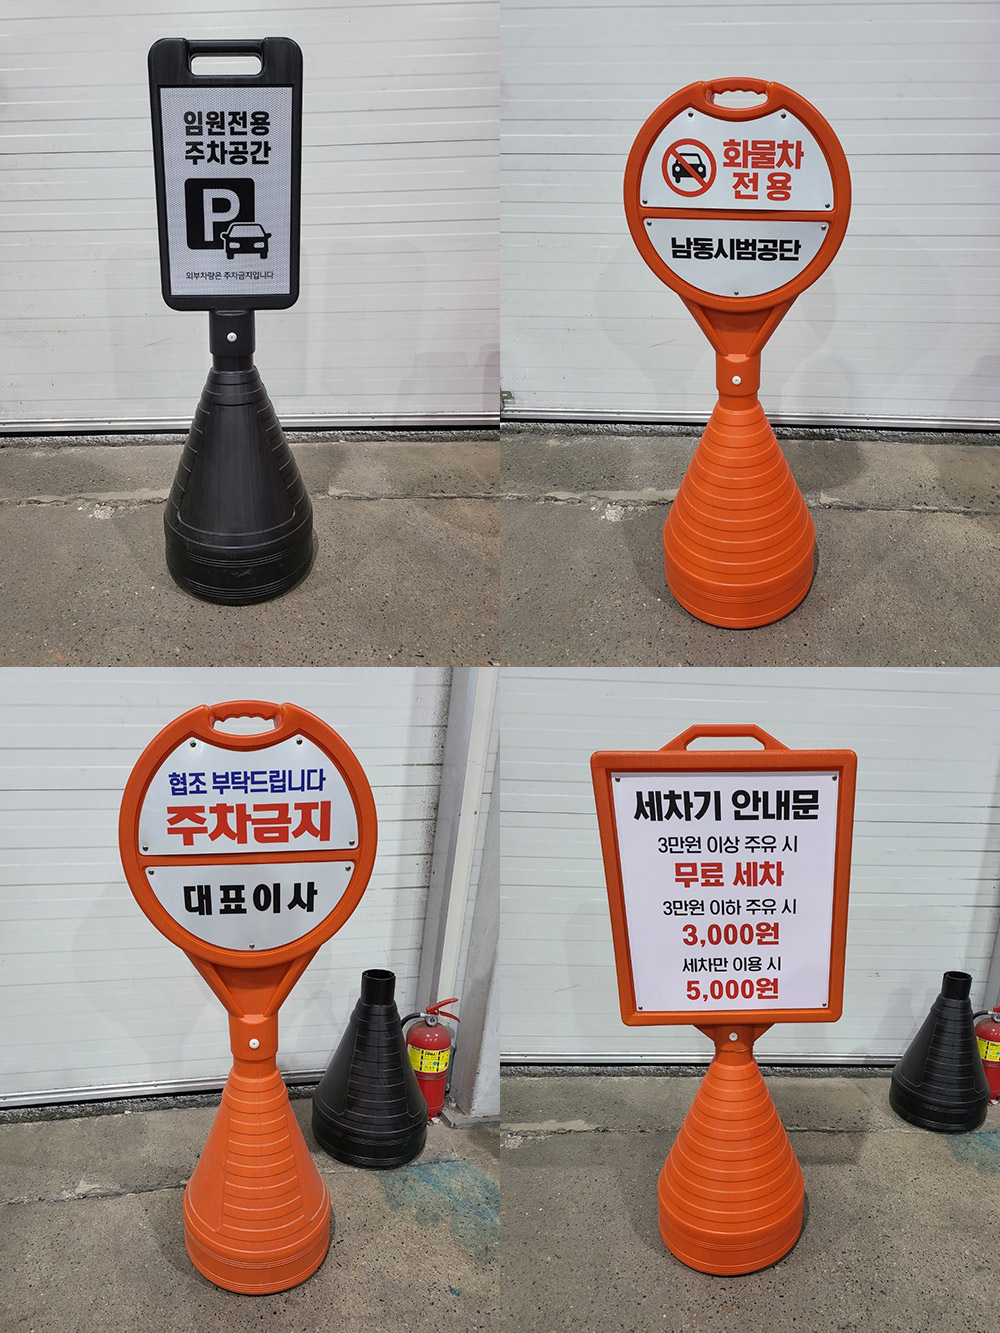 임원전용
주차공간
P
외부차량은 주차금지입니다
화물차
전용
남동시범공단
협조 부탁드립니다
주차금지
대표이사
세차기 안내문
3만원 이상 주유 시
무료 세차
3만원 이하 주유 시
3,000원
세차만 이용 시
5,000원